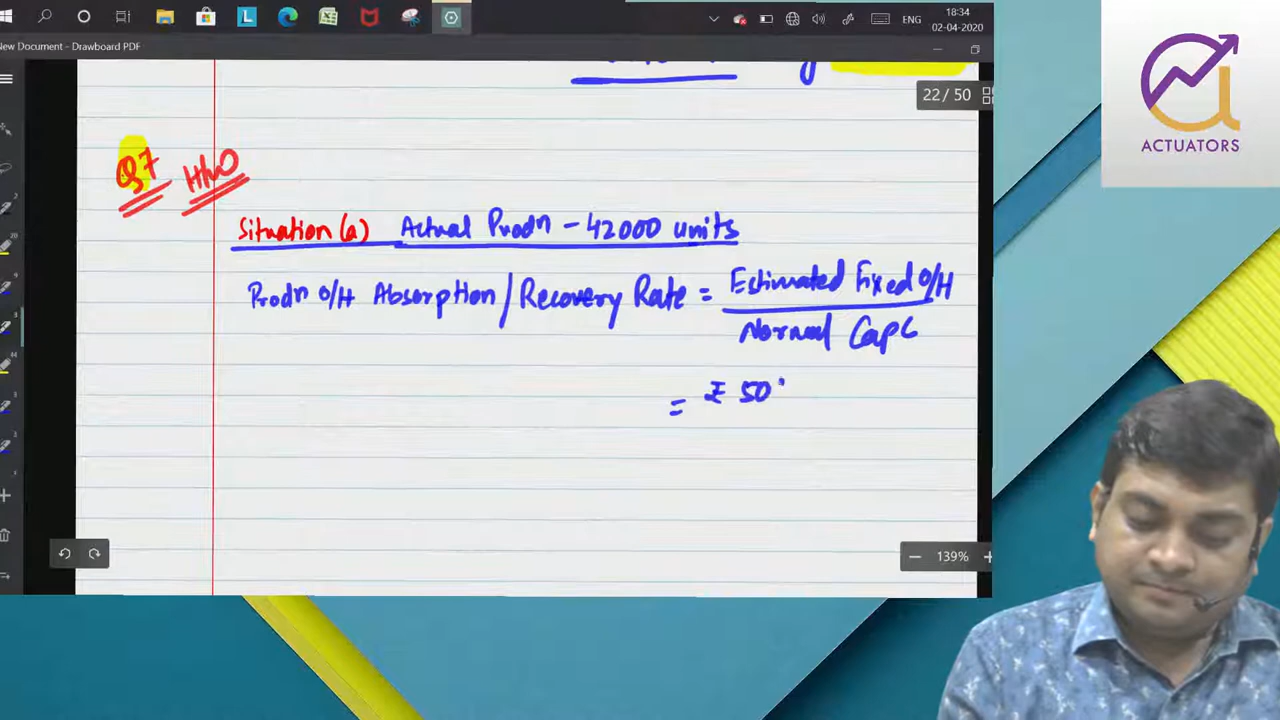 18:34
ENG
02-04-2020
New Document - Drawboard PDF
22 / 50
ACTUATORS
Q7 HW
Situation (a) Actual Prodn - 42000 units
Prodn O/H Absorption / Recovery Rate = Estimated Fixed O/H
Normal Cap
= ₹ 50
139%